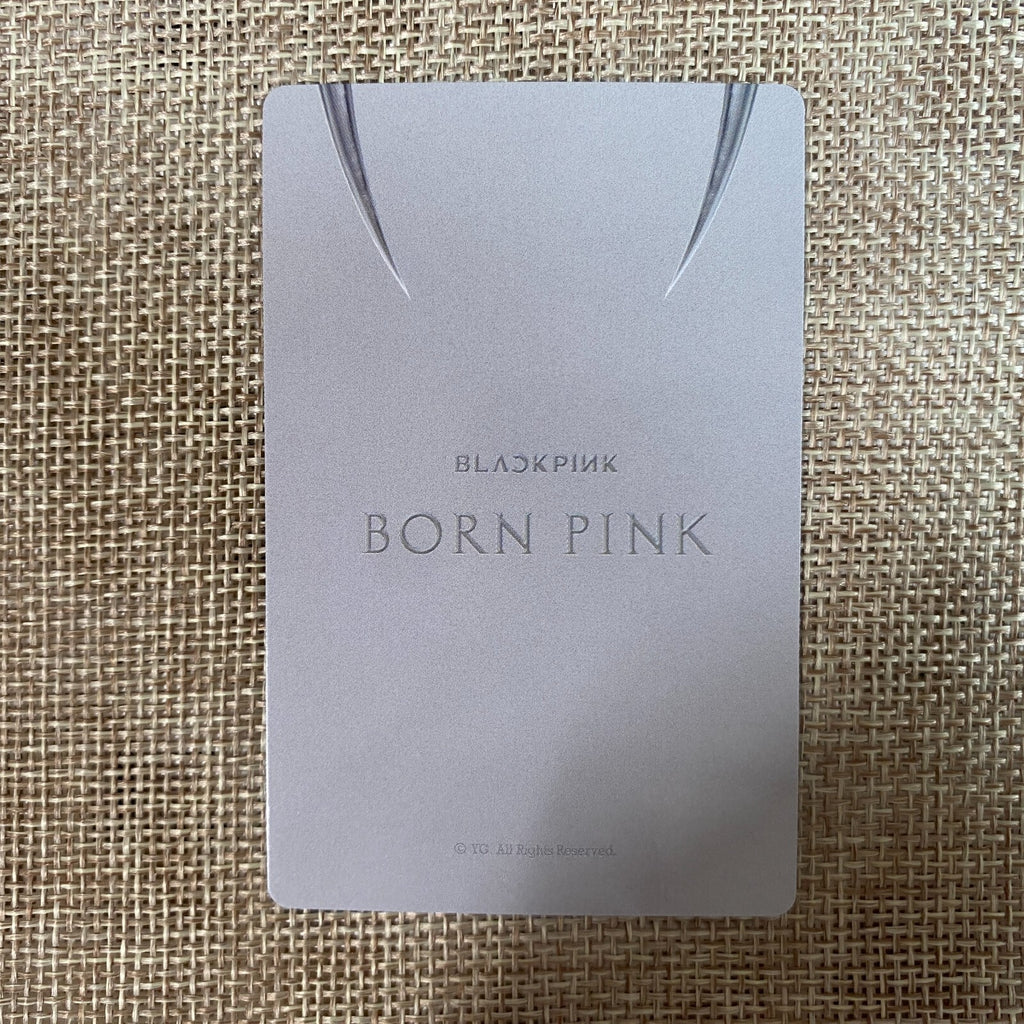 BLACKPINK
BORN PINK
© YG. All Rights Reserved.